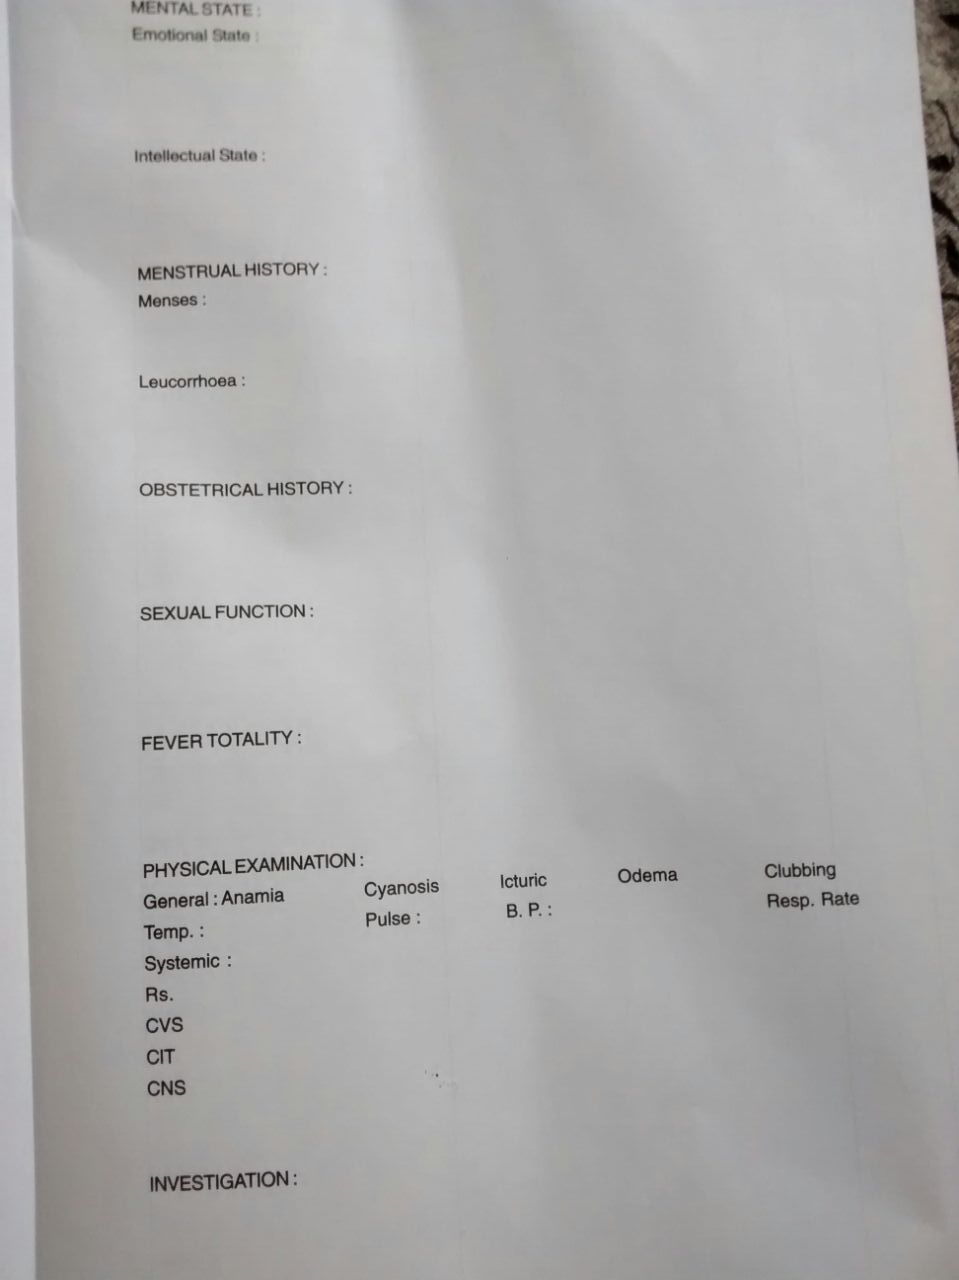 MENTAL STATE :
Emotional State :
Intellectual State :
MENSTRUAL HISTORY :
Menses :
Leucorrhoea :
OBSTETRICAL HISTORY :
SEXUAL FUNCTION :
FEVER TOTALITY :
PHYSICAL EXAMINATION :
General : Anamia Cyanosis Icturic Odema Clubbing
Temp. : Pulse : B. P. : Resp. Rate
Systemic :
Rs.
CVS
CIT
CNS
INVESTIGATION :